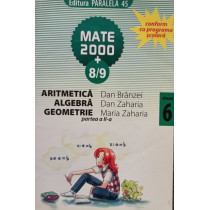 Editura PARALELA 45
conform
cu programa
școlară
MATE
2000
+
8/9
ARITMETICĂ Dan Brânzei
ALGEBRĂ Dan Zaharia
GEOMETRIE Maria Zaharia
partea a II-a
6